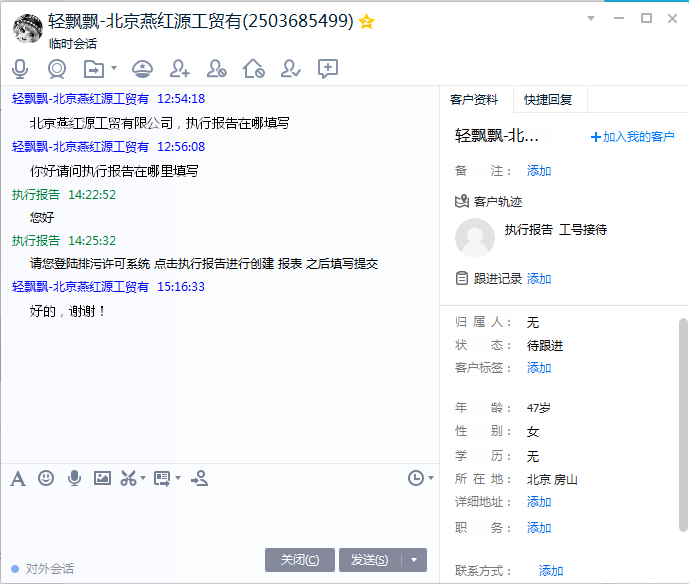 轻飘飘-北京燕红源工贸有(2503685499)
临时会话
轻飘飘-北京燕红源工贸有 12:54:18
北京燕红源工贸有限公司，执行报告在哪填写
轻飘飘-北京燕红源工贸有 12:56:08
你好请问执行报告在哪里填写
执行报告 14:22:52
您好
执行报告 14:25:32
请您登陆排污许可系统 点击执行报告进行创建 报表 之后填写提交
轻飘飘-北京燕红源工贸有 15:16:33
好的，谢谢！
对外会话
关闭(C)
发送(S)
客户资料 快捷回复
轻飘飘-北... +加入我的客户
备 注： 添加
客户轨迹
执行报告 工号接待
跟进记录 添加
归 属 人： 无
状 态： 待跟进
客户标签： 添加
年 龄： 47岁
性 别： 女
学 历： 无
所 在 地： 北京 房山
详细地址： 添加
职 务： 添加
联系方式： 添加